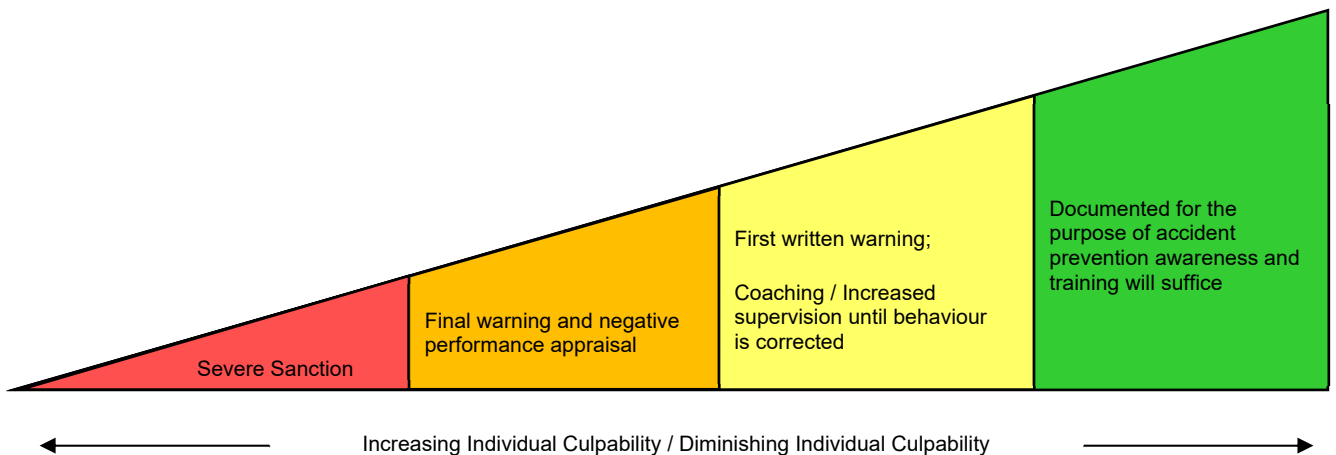 Severe Sanction
Final warning and negative
performance appraisal
First written warning;
Coaching / Increased
supervision until behaviour
is corrected
Documented for the
purpose of accident
prevention awareness and
training will suffice
Increasing Individual Culpability / Diminishing Individual Culpability